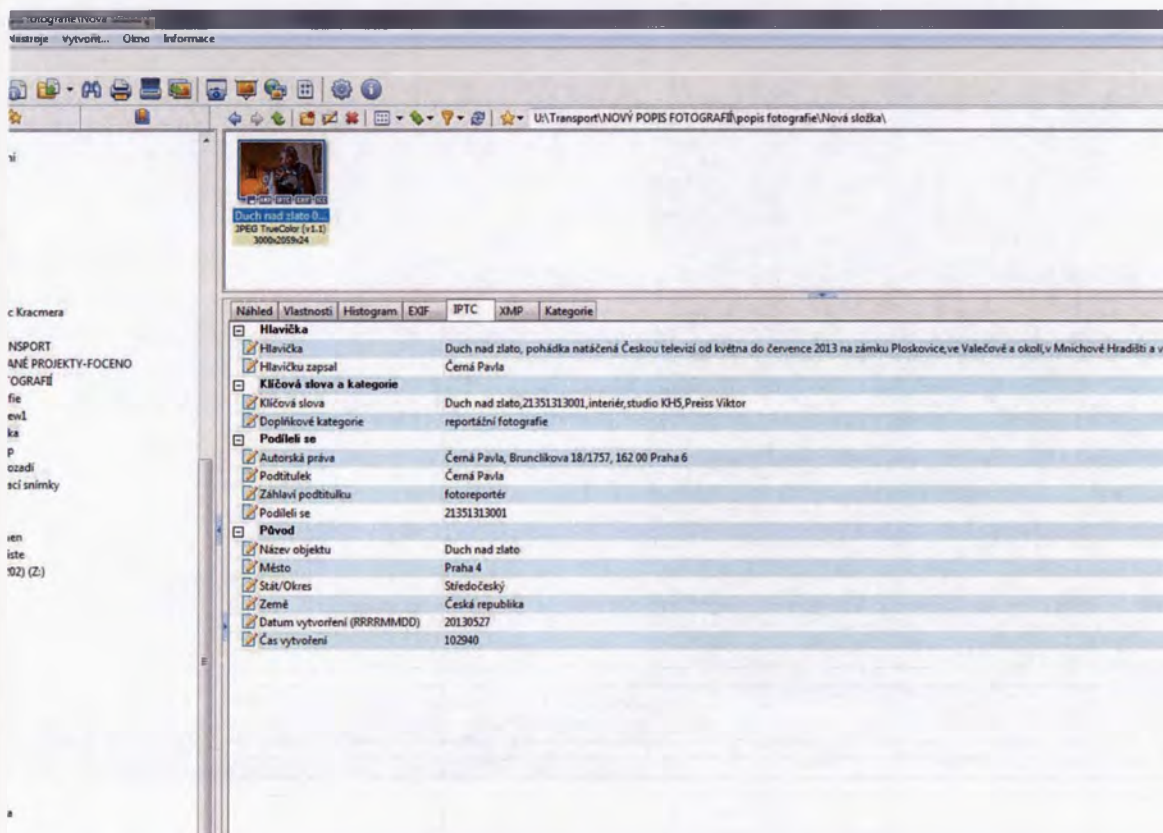 Nástroje Vytvořit... Okno Informace
U:\Transport\NOVÝ POPIS FOTOGRAFIÍ\popis fotografie\Nová složka\
Duch nad zlato 0...
JPEG TrueColor (v1.1)
3000x2059x24
c Kracmera
NSPORT
ANÉ PROJEKTY-FOCENO
OGRAFIÍ
fie
ew1
ka
p
ozadí
ací snímky
en
iste
02) (Z:)
a
Náhled Vlastnosti Histogram EXIF IPTC XMP Kategorie
Hlavička
Hlavička Duch nad zlato, pohádka natáčená Českou televizí od května do července 2013 na zámku Ploskovice,ve Valečově a okolí,v Mnichově Hradišti a v
Hlavičku zapsal Černá Pavla
Klíčová slova a kategorie
Klíčová slova Duch nad zlato,21351313001,interiér,studio KH5,Preiss Viktor
Doplňkové kategorie reportážní fotografie
Podíleli se
Autorská práva Černá Pavla, Brunclíkova 18/1757, 162 00 Praha 6
Podtitulek Černá Pavla
Záhlaví podtitulku fotoreportér
Podíleli se 21351313001
Původ
Název objektu Duch nad zlato
Město Praha 4
Stát/Okres Středočeský
Země Česká republika
Datum vytvoření (RRRRMMDD) 20130527
Čas vytvoření 102940